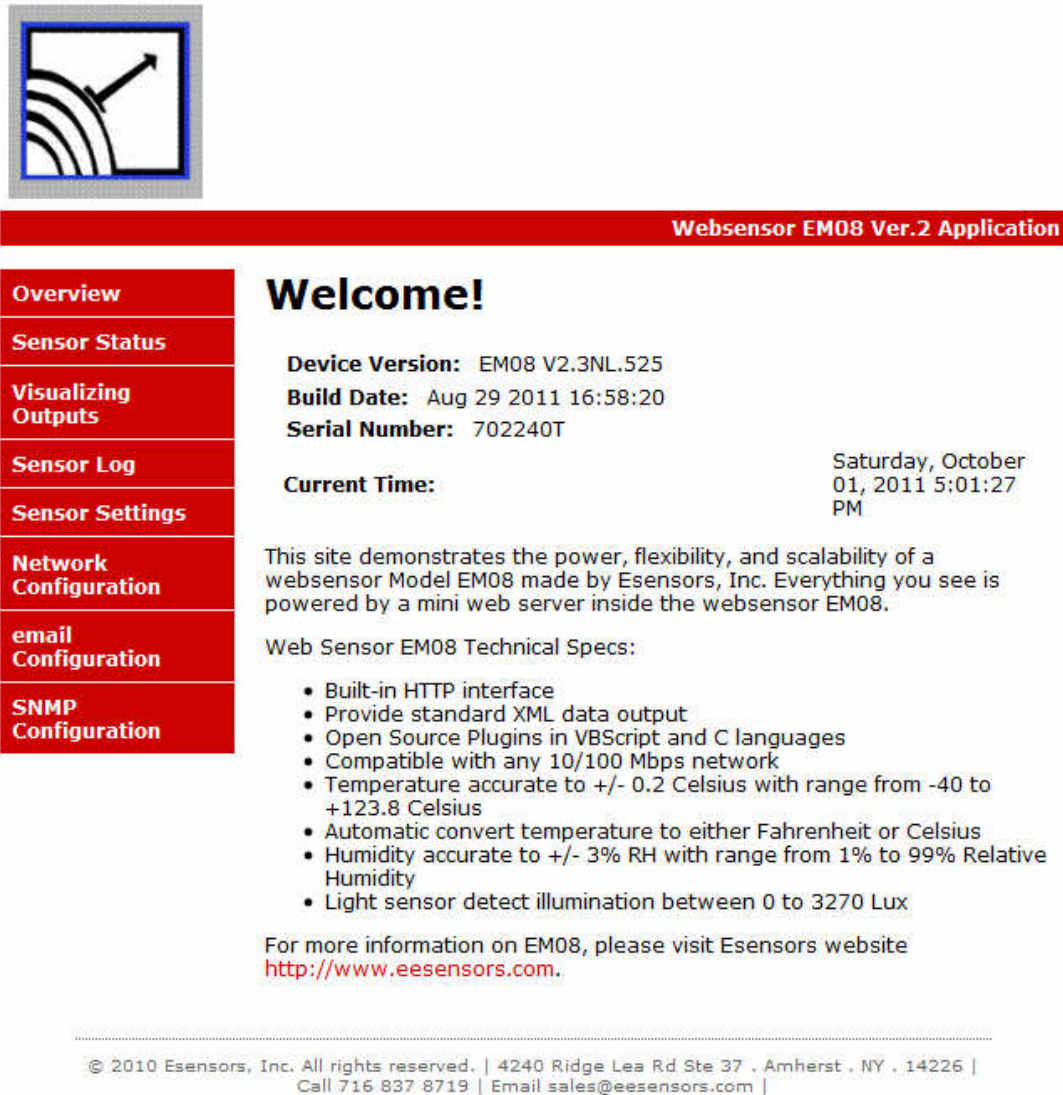 Websensor EM08 Ver.2 Application
Overview
Sensor Status
Visualizing
Outputs
Sensor Log
Sensor Settings
Network
Configuration
email
Configuration
SNMP
Configuration
Welcome!
Device Version: EM08 V2.3NL.525
Build Date: Aug 29 2011 16:58:20
Serial Number: 702240T
Current Time: Saturday, October
01, 2011 5:01:27
PM
This site demonstrates the power, flexibility, and scalability of a
websensor Model EM08 made by Esensors, Inc. Everything you see is
powered by a mini web server inside the websensor EM08.
Web Sensor EM08 Technical Specs:
• Built-in HTTP interface
• Provide standard XML data output
• Open Source Plugins in VBScript and C languages
• Compatible with any 10/100 Mbps network
• Temperature accurate to +/- 0.2 Celsius with range from -40 to
+123.8 Celsius
• Automatic convert temperature to either Fahrenheit or Celsius
• Humidity accurate to +/- 3% RH with range from 1% to 99% Relative
Humidity
• Light sensor detect illumination between 0 to 3270 Lux
For more information on EM08, please visit Esensors website
http://www.eesensors.com.
© 2010 Esensors, Inc. All rights reserved. | 4240 Ridge Lea Rd Ste 37 . Amherst . NY . 14226 |
Call 716 837 8719 | Email sales@eesensors.com |